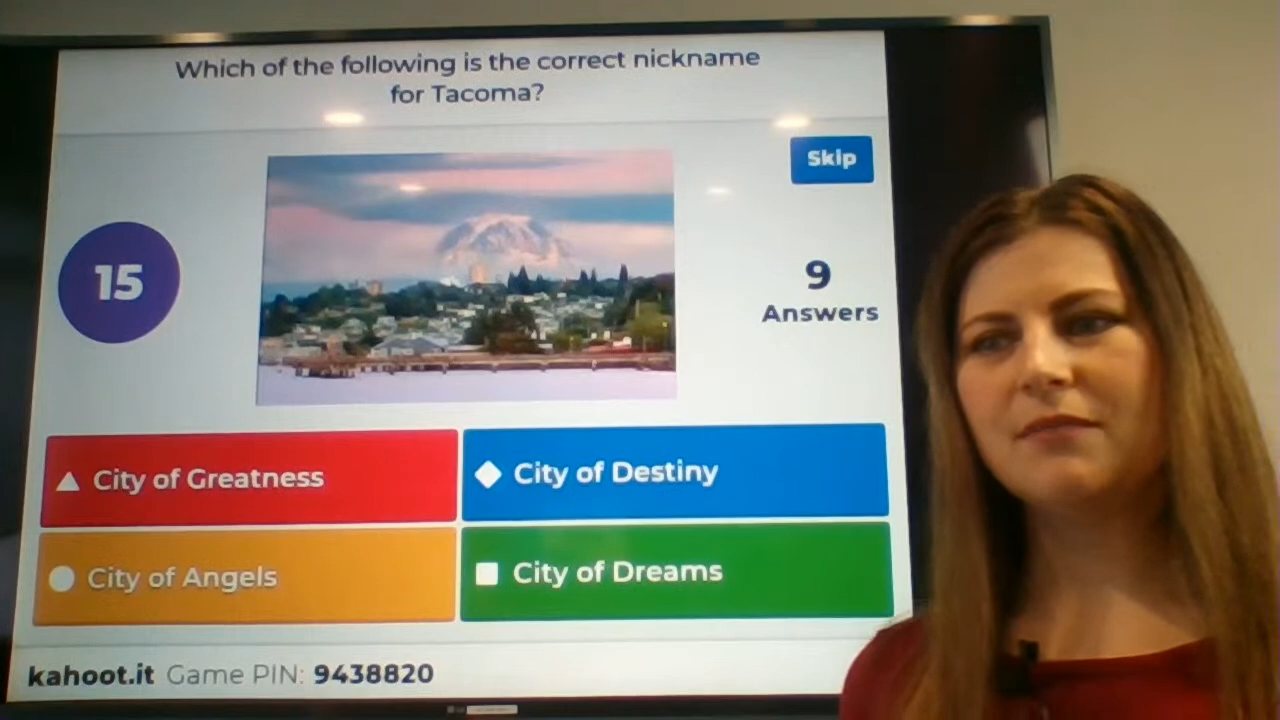 Which of the following is the correct nickname
for Tacoma?
Skip
15
9
Answers
City of Greatness
City of Destiny
City of Angels
City of Dreams
kahoot.it Game PIN: 9438820